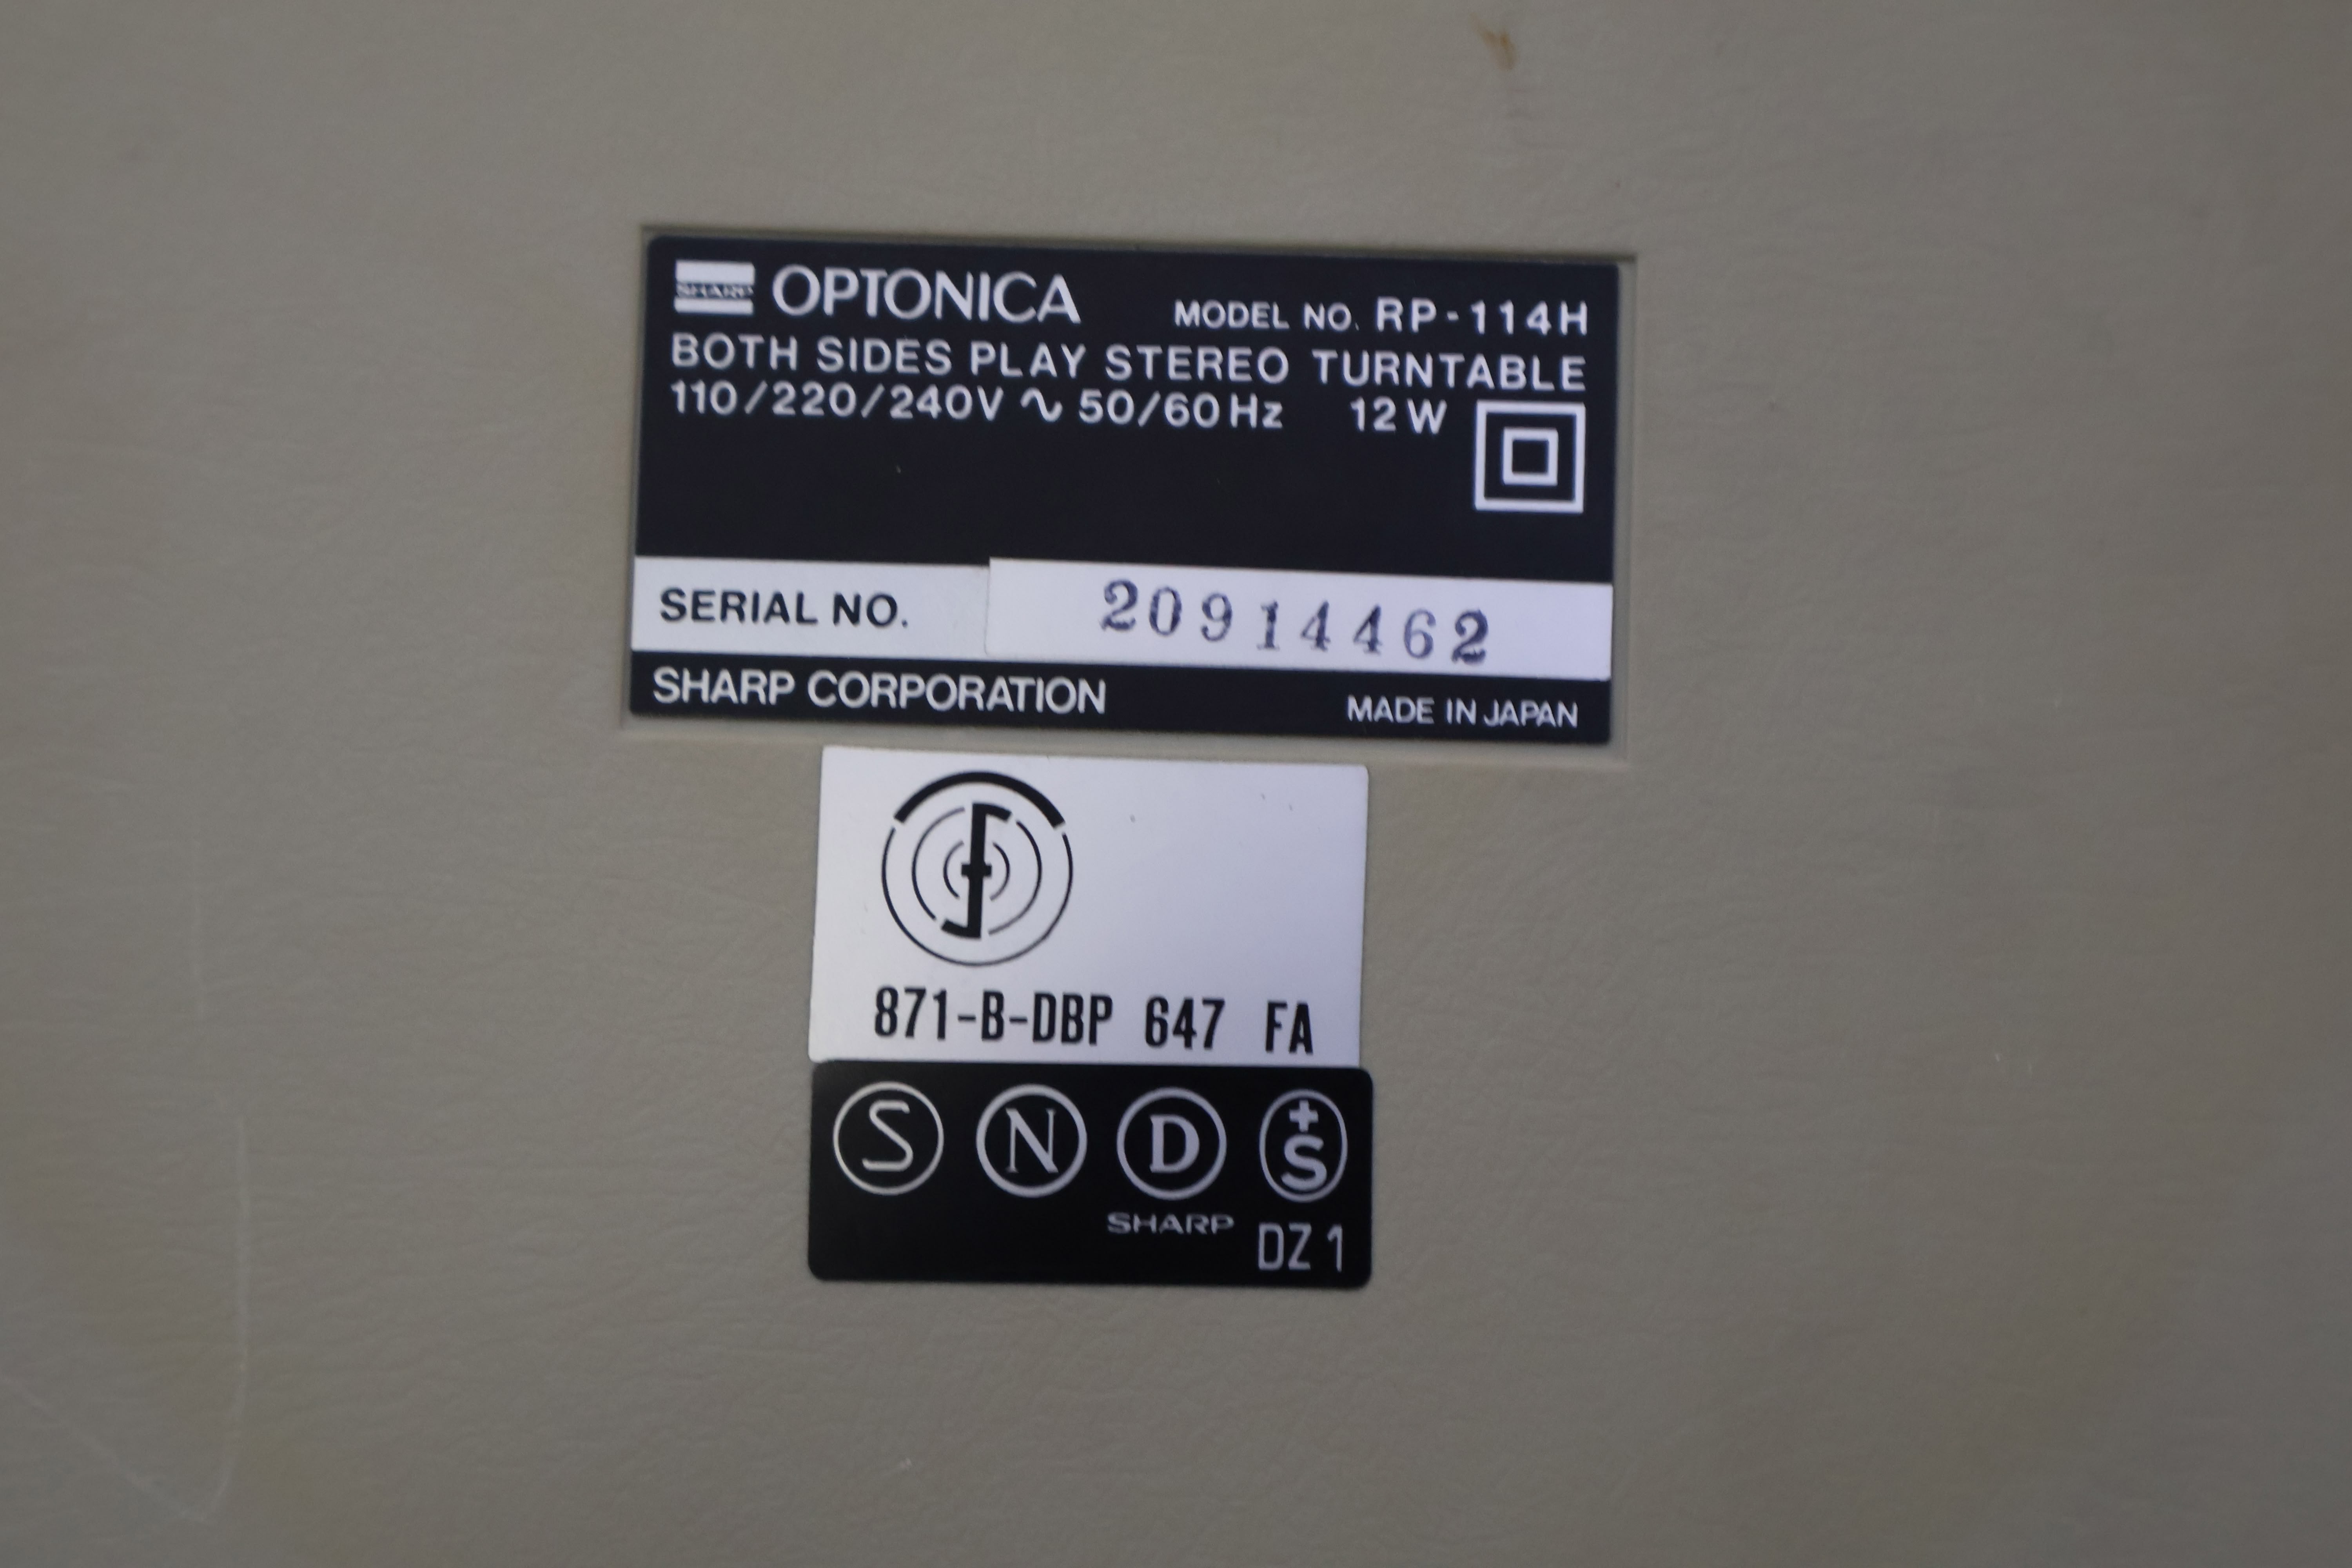 SHARP OPTONICA MODEL NO. RP-114H
BOTH SIDES PLAY STEREO TURNTABLE
110/220/240V ∿ 50/60Hz 12W
SERIAL NO. 20914462
SHARP CORPORATION MADE IN JAPAN
871-B-DBP 647 FA
S N D +S
SHARP DZ1